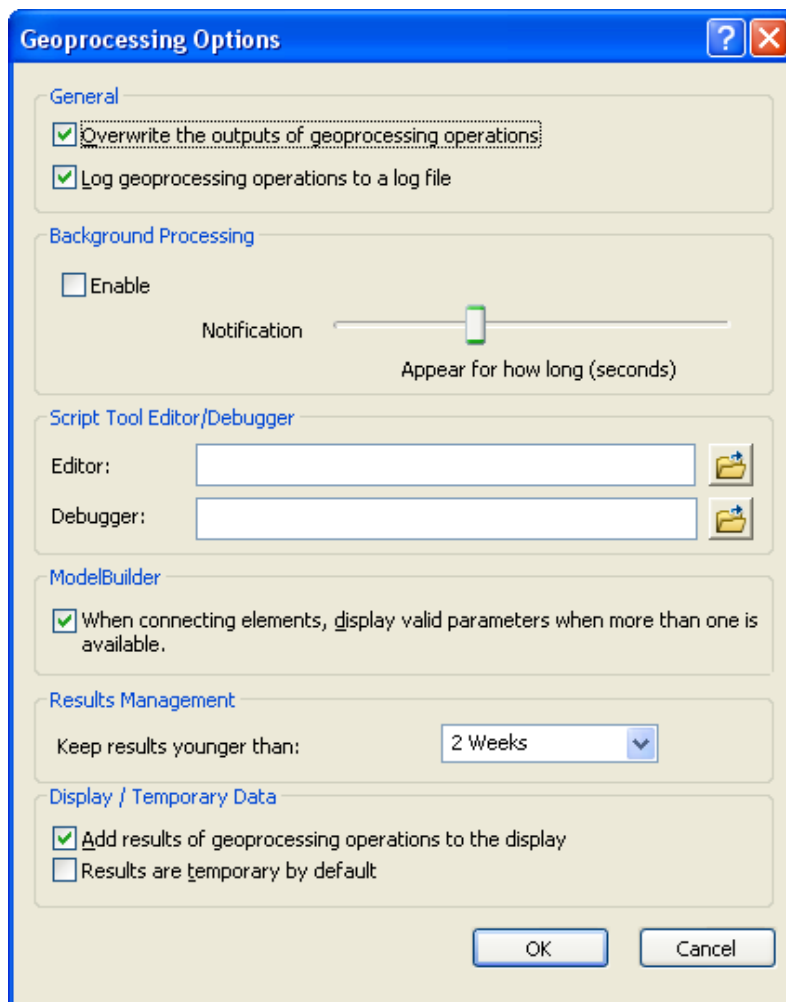 Geoprocessing Options
General
Overwrite the outputs of geoprocessing operations
Log geoprocessing operations to a log file
Background Processing
Enable
Notification
Appear for how long (seconds)
Script Tool Editor/Debugger
Editor:
Debugger:
ModelBuilder
When connecting elements, display valid parameters when more than one is
available.
Results Management
Keep results younger than: 2 Weeks
Display / Temporary Data
Add results of geoprocessing operations to the display
Results are temporary by default
OK Cancel